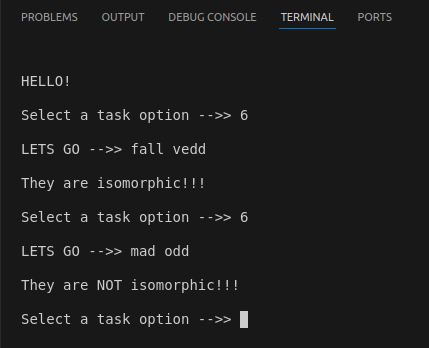 PROBLEMS OUTPUT DEBUG CONSOLE TERMINAL PORTS
HELLO!
Select a task option -->> 6
LETS GO -->> fall vedd
They are isomorphic!!!
Select a task option -->> 6
LETS GO -->> mad odd
They are NOT isomorphic!!!
Select a task option -->>